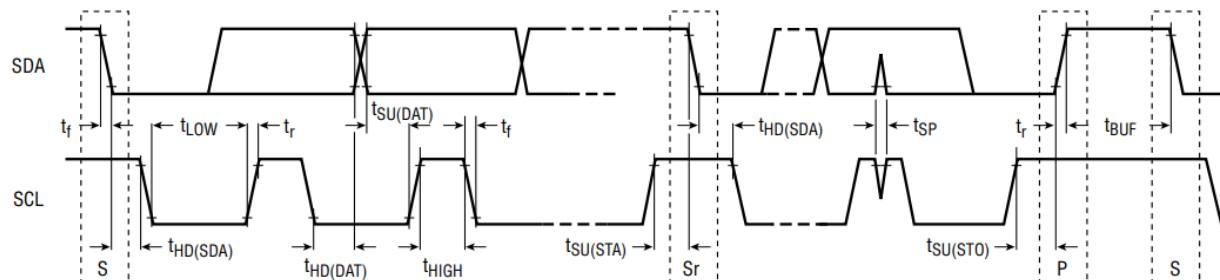 SDA
tSU(DAT)
tf
tLOW
tr
tf
tHD(SDA)
tSP
tr
tBUF
SCL
tHD(SDA)
tHD(DAT)
tHIGH
tSU(STA)
tSU(STO)
S
Sr
P
S